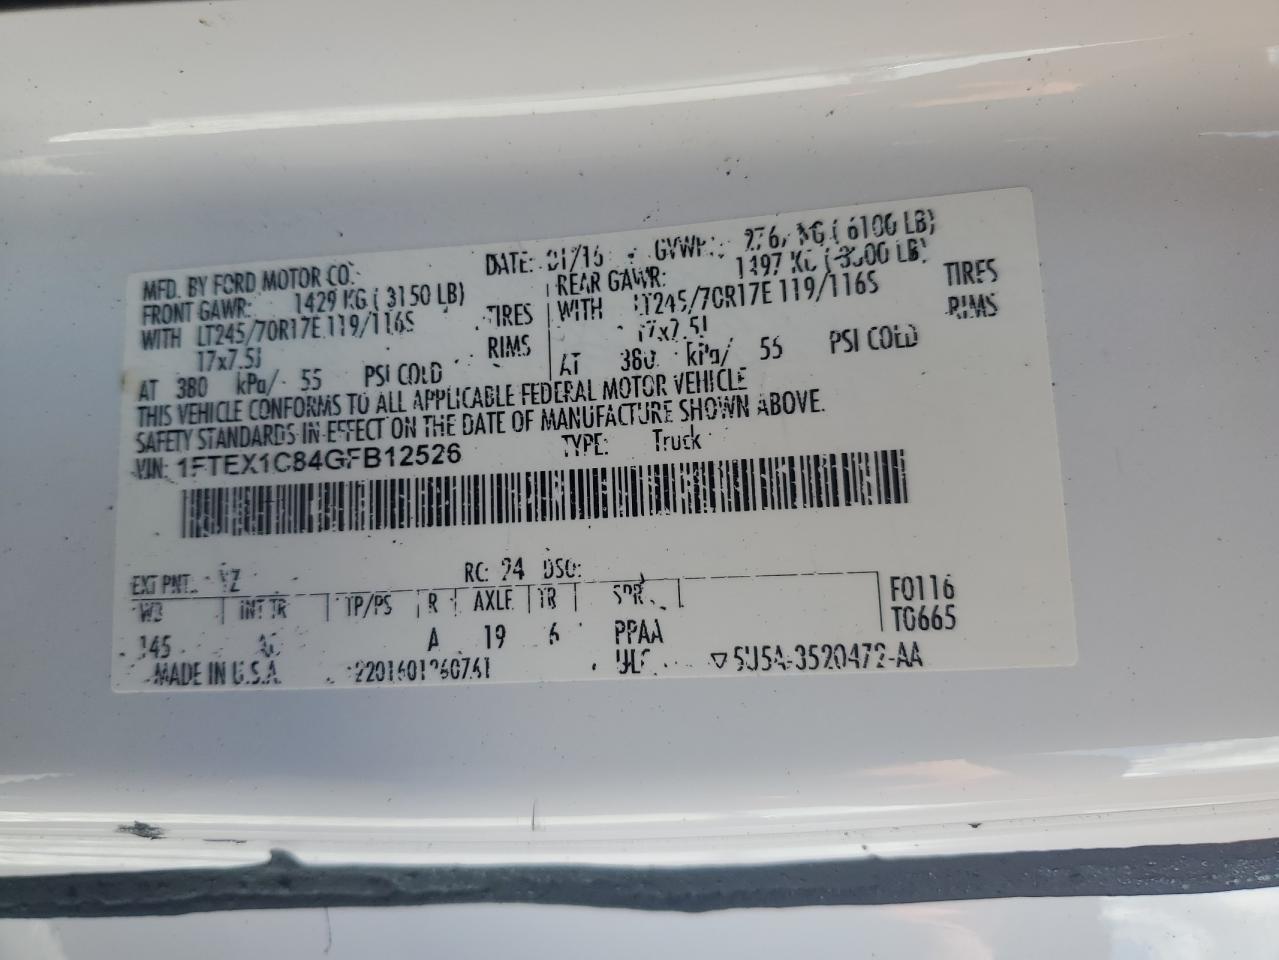 MFD. BY FORD MOTOR CO. DATE: 01/16 GVWR: KG ( 6100 LB)
FRONT GAWR: 1429 KG ( 3150 LB) REAR GAWR: 1497 KG ( 3300 LB)
WITH LT245/70R17E 119/116S TIRES WITH LT245/70R17E 119/116S TIRES
17x7.5J RIMS 17x7.5J RIMS
AT 380 kPa/ 55 PSI COLD AT 380 kPa/ 55 PSI COLD
THIS VEHICLE CONFORMS TO ALL APPLICABLE FEDERAL MOTOR VEHICLE
SAFETY STANDARDS IN EFFECT ON THE DATE OF MANUFACTURE SHOWN ABOVE.
VIN: 1FTEX1C84GFB12526 TYPE: Truck
EXT PNT: YZ RC: 24 DSO: F0116
WB INT TR TP/PS R AXLE TR SPR T0665
145 A 19 6 PPAA
MADE IN U.S.A. ▽5U5A-3520472-AA